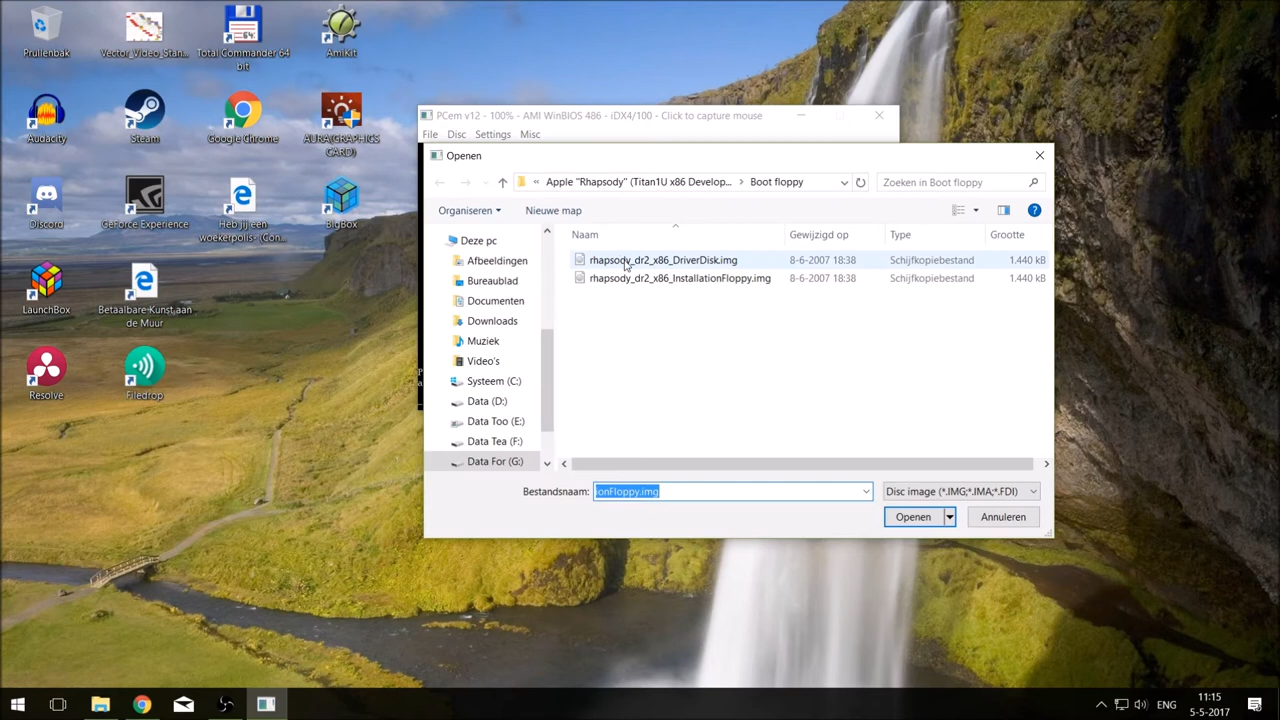 Prullenbak
Vector_Video_Stan...
Total Commander 64
bit
AmiKit
Audacity
Steam
Google Chrome
AURA(GRAPHICS
CARD)
Discord
GeForce Experience
Heb jij een
woekerpolis- (Con...
BigBox
LaunchBox
Betaalbare Kunst aan
de Muur
Resolve
Filedrop
PCem v12 - 100% - AMI WinBIOS 486 - iDX4/100 - Click to capture mouse
File Disc Settings Misc
Openen
« Apple "Rhapsody" (Titan1U x86 Develop... > Boot floppy
Zoeken in Boot floppy
Organiseren
Nieuwe map
Naam
Gewijzigd op
Type
Grootte
rhapsody_dr2_x86_DriverDisk.img
8-6-2007 18:38
Schijfkopiebestand
1.440 kB
rhapsody_dr2_x86_InstallationFloppy.img
8-6-2007 18:38
Schijfkopiebestand
1.440 kB
Deze pc
Afbeeldingen
Bureaublad
Documenten
Downloads
Muziek
Video's
Systeem (C:)
Data (D:)
Data Too (E:)
Data Tea (F:)
Data For (G:)
Bestandsnaam:
ionFloppy.img
Disc image (*.IMG;*.IMA;*.FDI)
Openen
Annuleren
ENG
11:15
5-5-2017